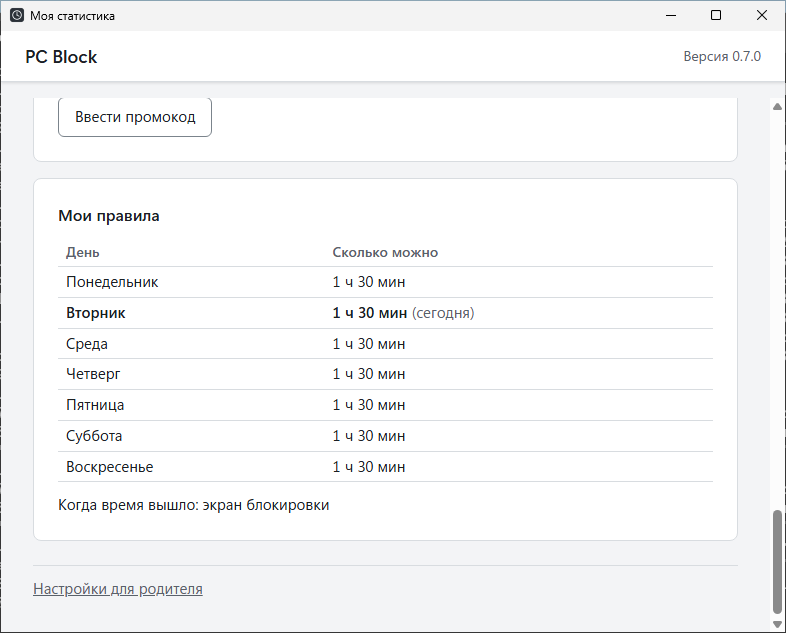 Моя статистика
PC Block
Версия 0.7.0
Ввести промокод
Мои правила
День Сколько можно
Понедельник 1 ч 30 мин
Вторник 1 ч 30 мин (сегодня)
Среда 1 ч 30 мин
Четверг 1 ч 30 мин
Пятница 1 ч 30 мин
Суббота 1 ч 30 мин
Воскресенье 1 ч 30 мин
Когда время вышло: экран блокировки
Настройки для родителя